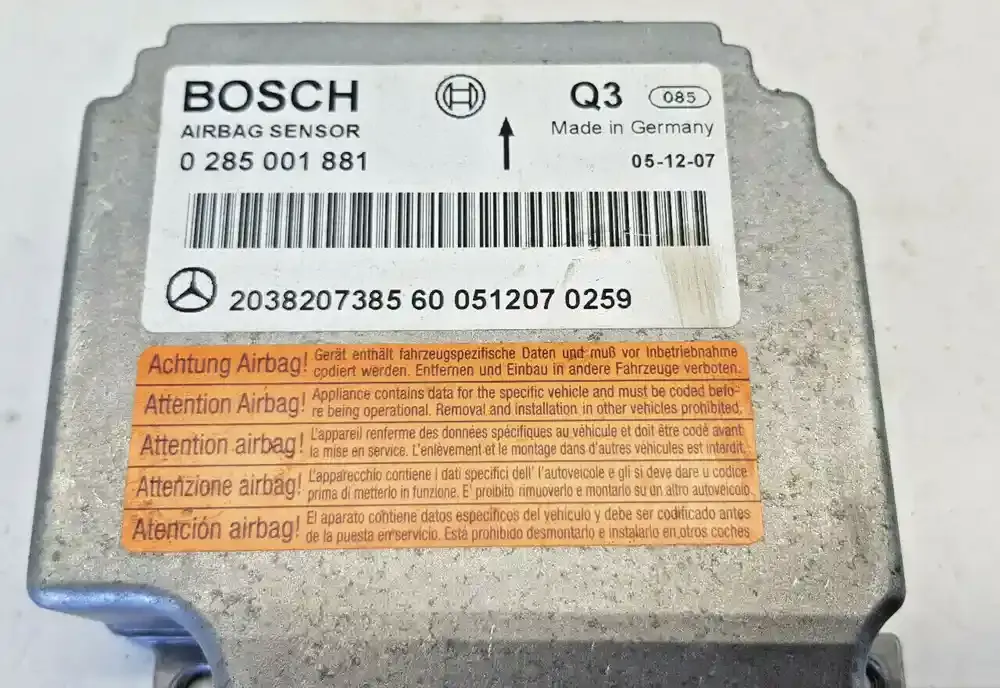 BOSCH
Q3 085
AIRBAG SENSOR
Made in Germany
0 285 001 881
05-12-07
2038207385 60 051207 0259
Achtung Airbag! Gerät enthält fahrzeugspezifische Daten und muß vor Inbetriebnahme
codiert werden. Entfernen und Einbau in andere Fahrzeuge verboten.
Attention Airbag! Appliance contains data for the specific vehicle and must be coded befo-
re being operational. Removal and installation in other vehicles prohibited.
Attention airbag! L'appareil renferme des données spécifiques au véhicule et doit être codé avant
la mise en service. L'enlèvement et le montage dans d'autres véhicules est interdit.
Attenzione airbag! L'apparecchio contiene i dati specifici dell' l'autoveicole e gli si deve dare u codice
prima di metterlo in funzione. E' proibito rimuoverlo e montarlo su un altro autoveicolo
Atención airbag! El aparato contiene datos específicos del vehículo y debe ser codificado antes
de la puesta en servicio. Está prohibido desmontarlo e instalarlo en otros coches